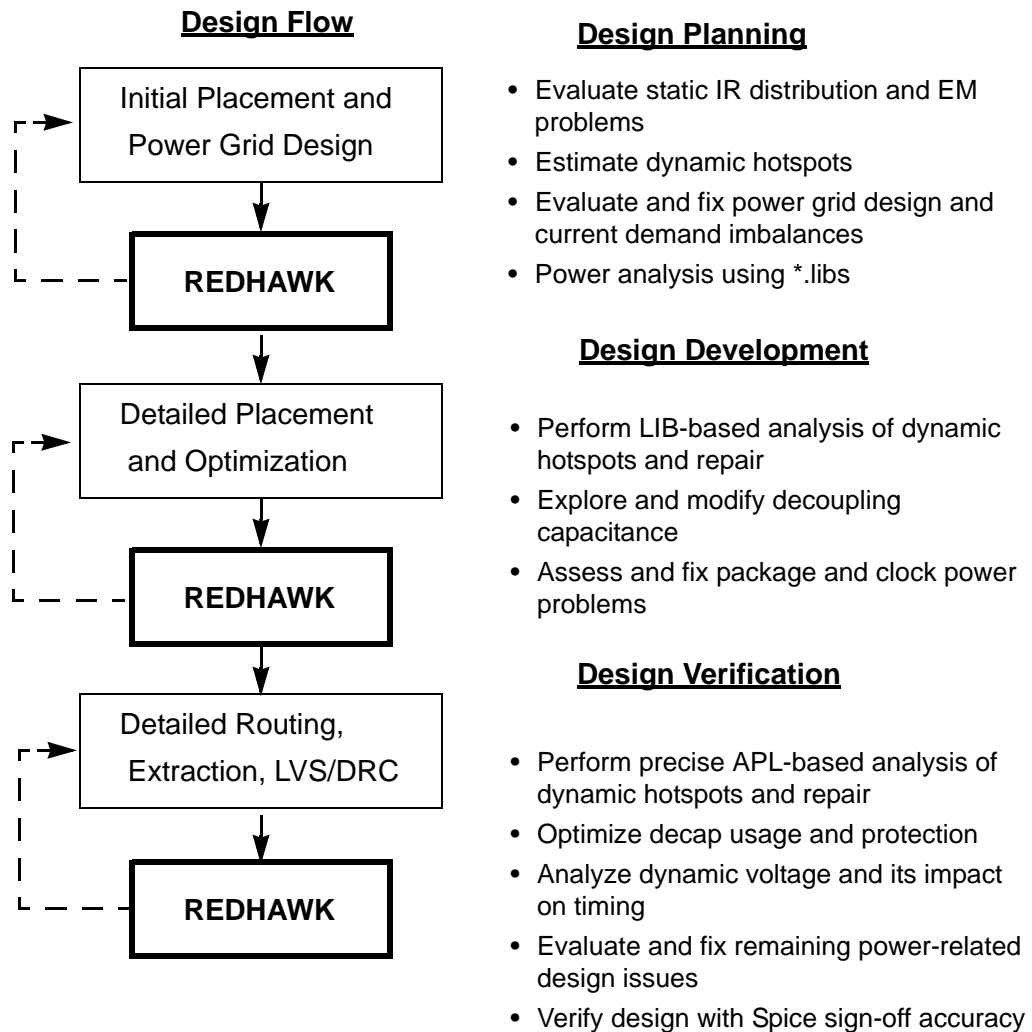 Design Flow
Initial Placement and
Power Grid Design
REDHAWK
Detailed Placement
and Optimization
REDHAWK
Detailed Routing,
Extraction, LVS/DRC
REDHAWK
Design Planning
• Evaluate static IR distribution and EM
problems
• Estimate dynamic hotspots
• Evaluate and fix power grid design and
current demand imbalances
• Power analysis using *.libs
Design Development
• Perform LIB-based analysis of dynamic
hotspots and repair
• Explore and modify decoupling
capacitance
• Assess and fix package and clock power
problems
Design Verification
• Perform precise APL-based analysis of
dynamic hotspots and repair
• Optimize decap usage and protection
• Analyze dynamic voltage and its impact
on timing
• Evaluate and fix remaining power-related
design issues
• Verify design with Spice sign-off accuracy